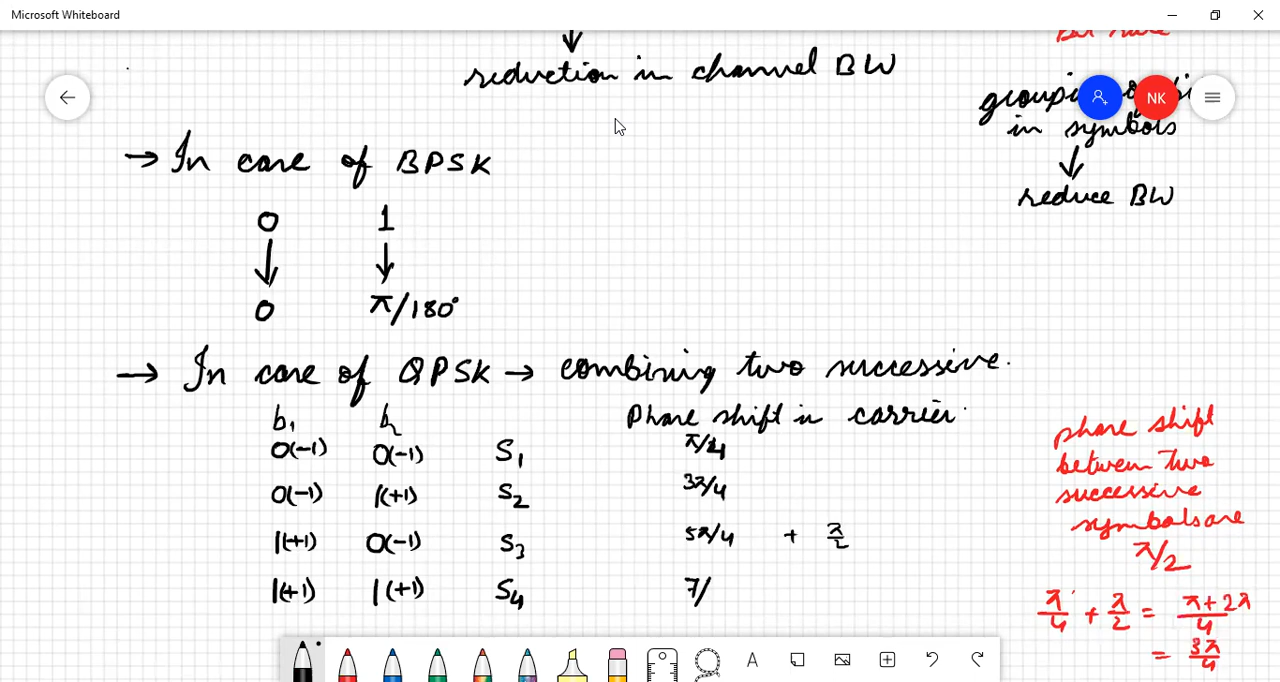 Microsoft Whiteboard
reduction in channel BW
in symbols
reduce BW
NK
→ In case of BPSK
0 1
↓ ↓
0 π/180°
→ In case of QPSK → combining two successive.
b₁ b₂ Phase shift in carrier.
0(-1) 0(-1) S₁ π/4
0(-1) 1(+1) S₂ 3π/4
1(+1) 0(-1) S₃ 5π/4 + π/2
1(+1) 1(+1) S₄ 7/
phase shift
between two
successive
symbols are
π/2
π/4 + π/2 = π+2π/4
= 3π/4
A